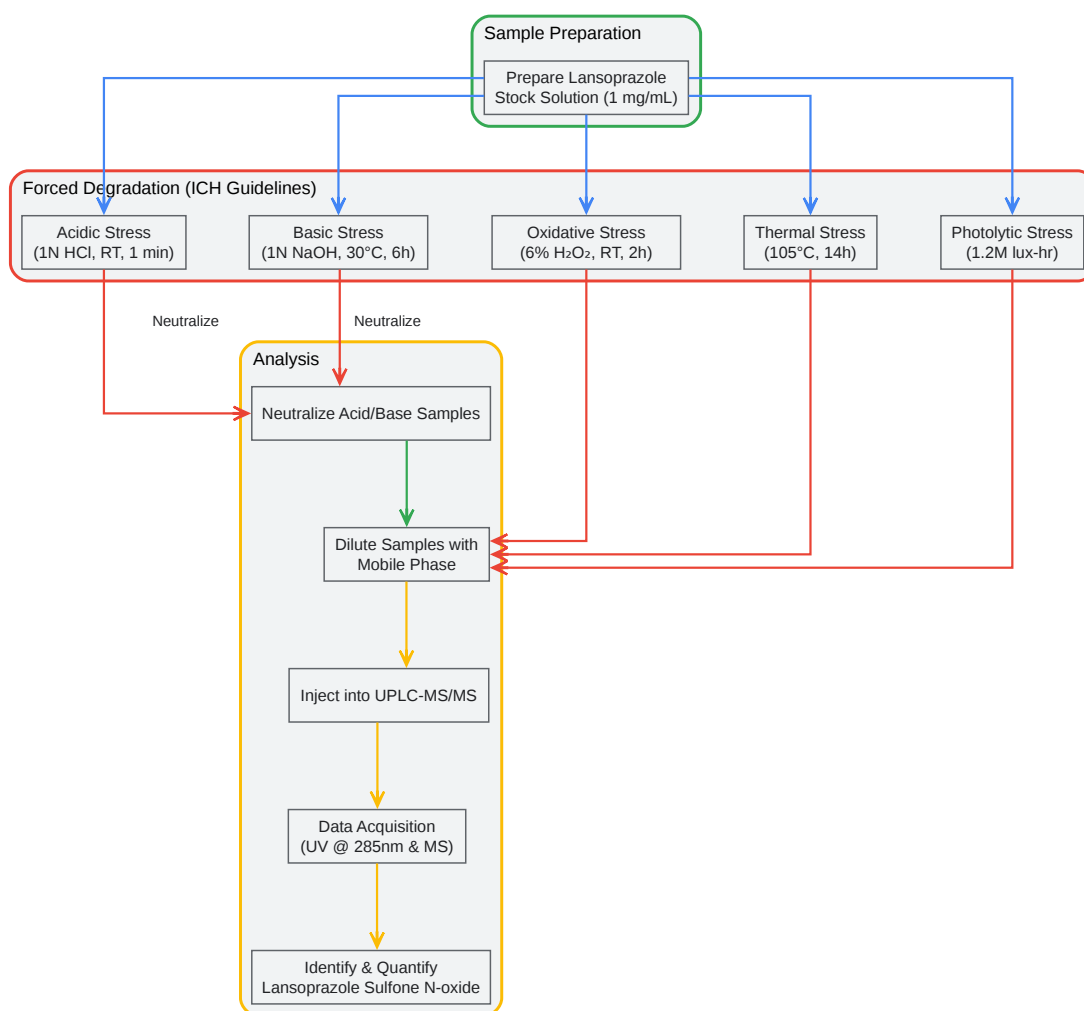 Sample Preparation
Prepare Lansoprazole
Stock Solution (1 mg/mL)
Forced Degradation (ICH Guidelines)
Acidic Stress
(1N HCl, RT, 1 min)
Basic Stress
(1N NaOH, 30°C, 6h)
Oxidative Stress
(6% H₂O₂, RT, 2h)
Thermal Stress
(105°C, 14h)
Photolytic Stress
(1.2M lux-hr)
Neutralize
Neutralize
Analysis
Neutralize Acid/Base Samples
Dilute Samples with
Mobile Phase
Inject into UPLC-MS/MS
Data Acquisition
(UV @ 285nm & MS)
Identify & Quantify
Lansoprazole Sulfone N-oxide